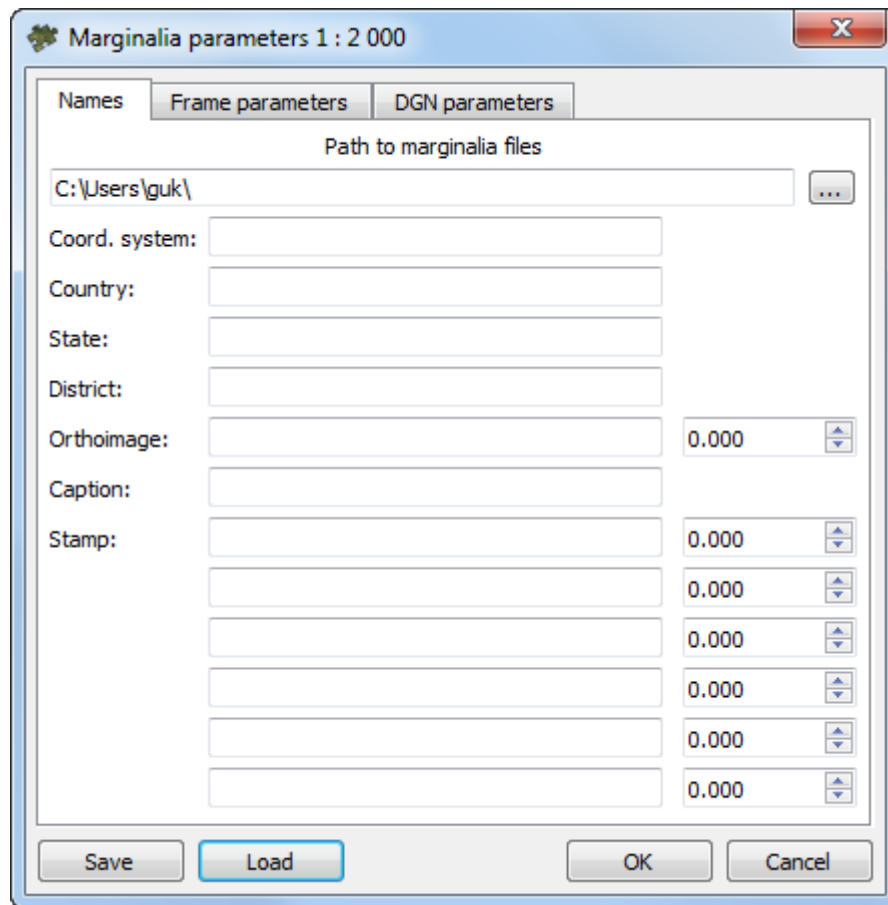 Marginalia parameters 1 : 2 000
Names Frame parameters DGN parameters
Path to marginalia files
C:\Users\guk\ ...
Coord. system:
Country:
State:
District:
Orthoimage: 0.000
Caption:
Stamp: 0.000
0.000
0.000
0.000
0.000
0.000
Save Load OK Cancel